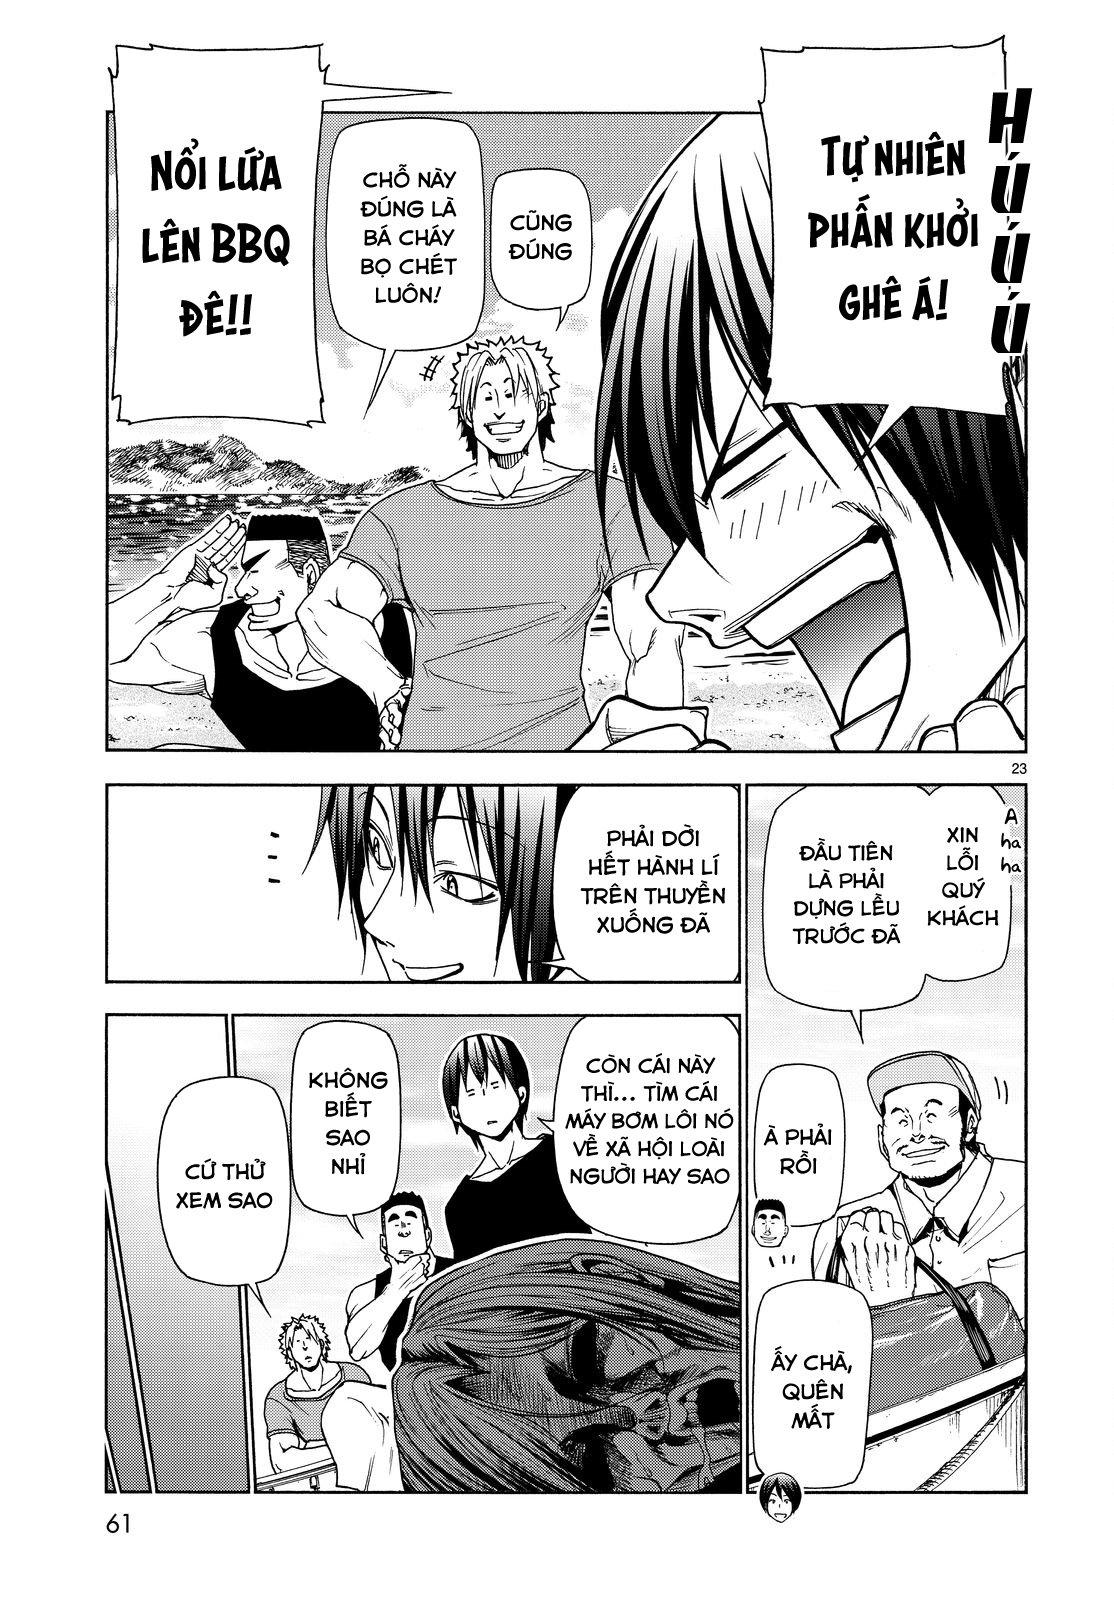 HÚÚÚÚ
TỰ NHIÊN
PHẤN KHỞI
GHÊ Á!
CŨNG
ĐÚNG
CHỖ NÀY
ĐÚNG LÀ
BÁ CHÁY
BỌ CHÉT
LUÔN!
NỔI LỨA
LÊN BBQ
ĐÊ!!
23
A
ha
ha
XIN
LỖI
QUÝ
KHÁCH
ĐẦU TIÊN
LÀ PHẢI
DỰNG LỀU
TRƯỚC ĐÃ
À PHẢI
RỒI
ẤY CHÀ,
QUÊN
MẤT
PHẢI DỜI
HẾT HÀNH LÍ
TRÊN THUYỀN
XUỐNG ĐÃ
CÒN CÁI NÀY
THÌ... TÌM CÁI
MÁY BƠM LÔI NÓ
VỀ XÃ HỘI LOÀI
NGƯỜI HAY SAO
KHÔNG
BIẾT
SAO
NHỈ
CỨ THỬ
XEM SAO
61